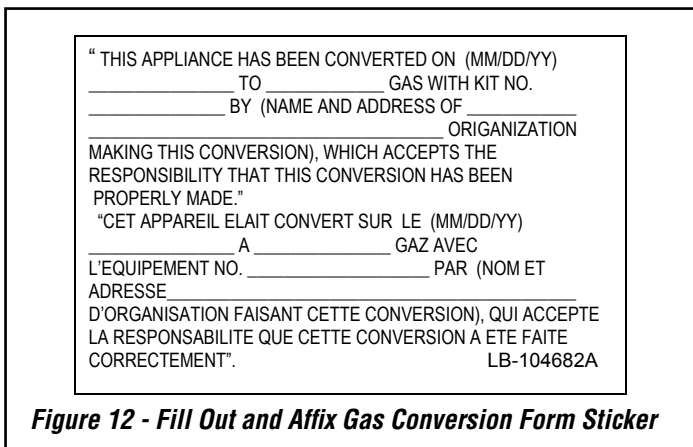 “ THIS APPLIANCE HAS BEEN CONVERTED ON (MM/DD/YY)
________________ TO _____________ GAS WITH KIT NO.
_______________ BY (NAME AND ADDRESS OF ____________
_______________________________________ ORIGANIZATION
MAKING THIS CONVERSION), WHICH ACCEPTS THE
RESPONSIBILITY THAT THIS CONVERSION HAS BEEN
PROPERLY MADE.”
“CET APPAREIL ELAIT CONVERT SUR LE (MM/DD/YY)
________________ A _______________ GAZ AVEC
L’EQUIPEMENT NO. ____________________ PAR (NOM ET
ADRESSE_____________________________________________
D’ORGANISATION FAISANT CETTE CONVERSION), QUI ACCEPTE
LA RESPONSABILITE QUE CETTE CONVERSION A ETE FAITE
CORRECTEMENT”. LB-104682A
Figure 12 - Fill Out and Affix Gas Conversion Form Sticker